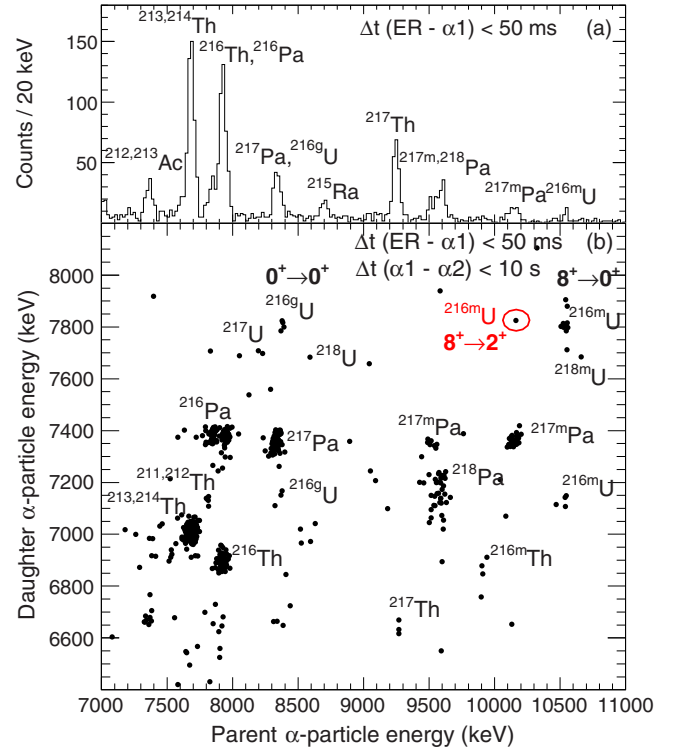 Δt (ER - α1) < 50 ms (a)
Counts / 20 keV
150
100
50
213,214Th
216Th, 216Pa
212,213Ac
217Pa, 216gU
215Ra
217Th
217m,218Pa
217mPa 216mU
Δt (ER - α1) < 50 ms (b)
Δt (α1 - α2) < 10 s
Daughter α-particle energy (keV)
8000
7800
7600
7400
7200
7000
6800
6600
0+→0+
8+→0+
216gU
216mU
216mU
8+→2+
217U
218U
218mU
216Pa
217Pa
217mPa
217mPa
211,212Th
218Pa
213,214Th
216gU
216mU
216Th
216mTh
217Th
7000 7500 8000 8500 9000 9500 10000 10500 11000
Parent α-particle energy (keV)